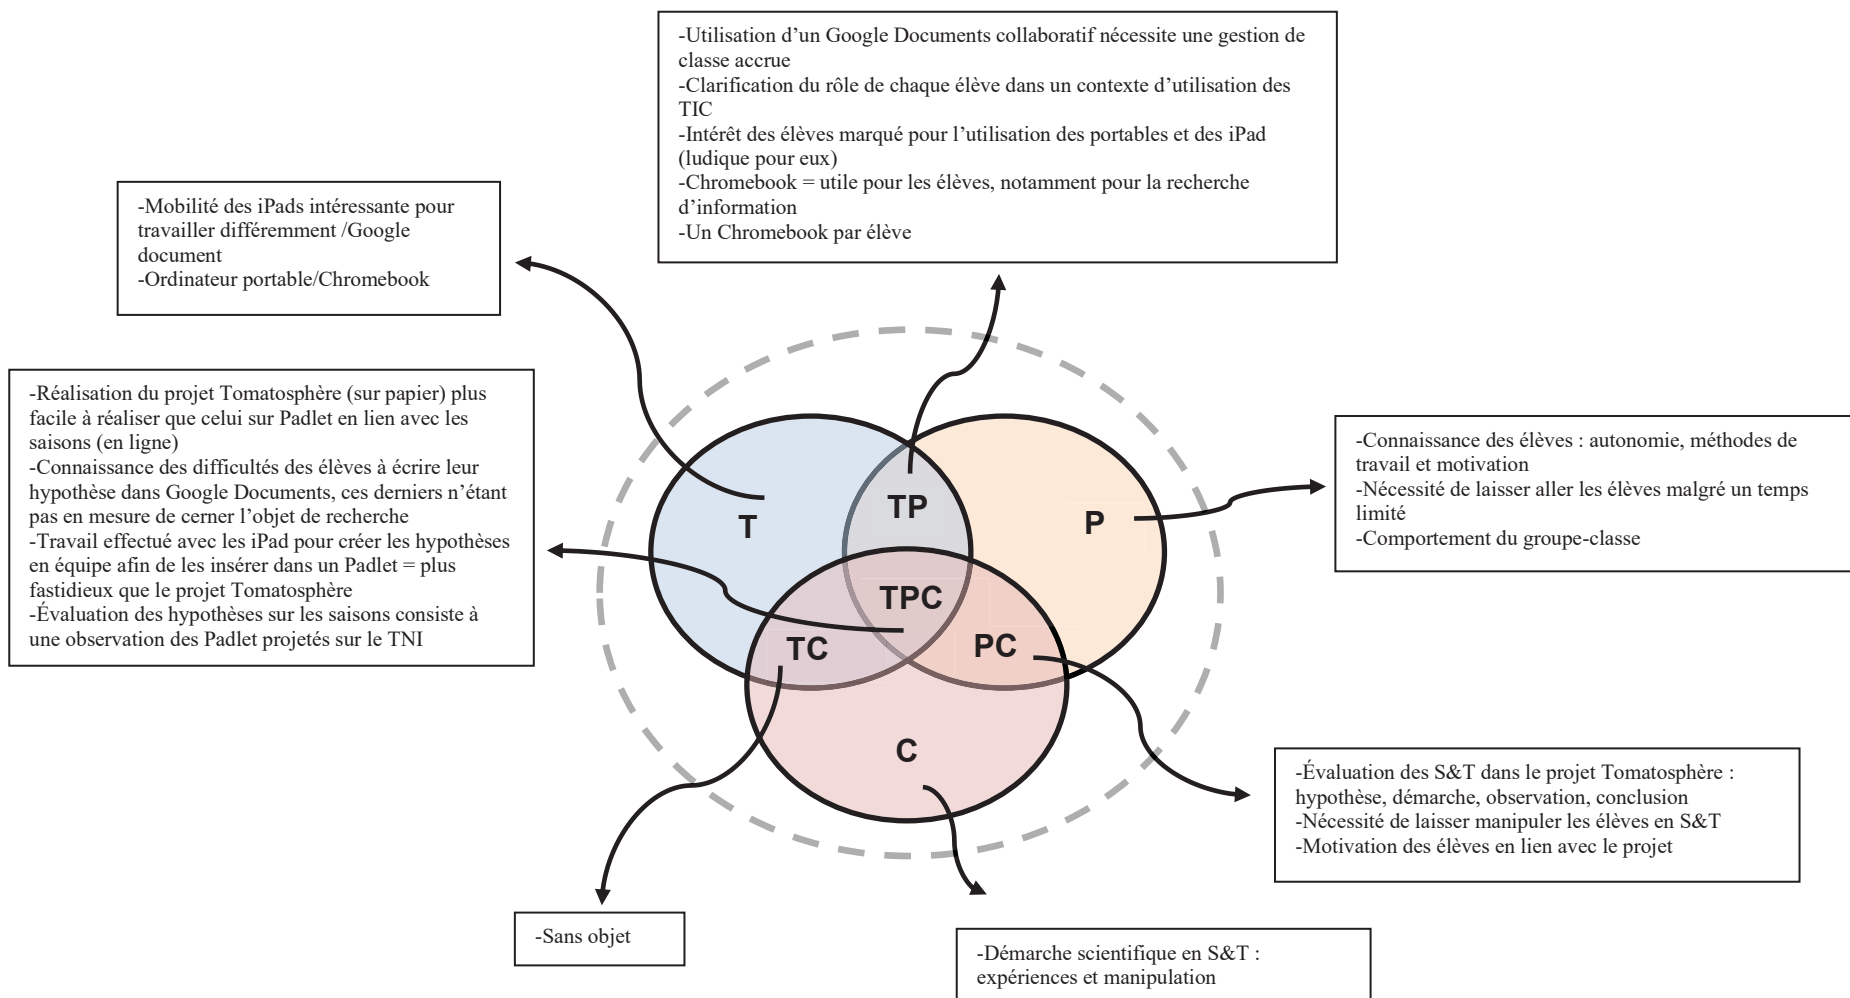 -Utilisation d’un Google Documents collaboratif nécessite une gestion de
classe accrue
-Clarification du rôle de chaque élève dans un contexte d’utilisation des
TIC
-Intérêt des élèves marqué pour l’utilisation des portables et des iPad
(ludique pour eux)
-Chromebook = utile pour les élèves, notamment pour la recherche
d’information
-Un Chromebook par élève
-Mobilité des iPads intéressante pour
travailler différemment /Google
document
-Ordinateur portable/Chromebook
-Réalisation du projet Tomatosphère (sur papier) plus
facile à réaliser que celui sur Padlet en lien avec les
saisons (en ligne)
-Connaissance des difficultés des élèves à écrire leur
hypothèse dans Google Documents, ces derniers n’étant
pas en mesure de cerner l’objet de recherche
-Travail effectué avec les iPad pour créer les hypothèses
en équipe afin de les insérer dans un Padlet = plus
fastidieux que le projet Tomatosphère
-Évaluation des hypothèses sur les saisons consiste à
une observation des Padlet projetés sur le TNI
T
TP
P
TPC
TC
PC
C
-Connaissance des élèves : autonomie, méthodes de
travail et motivation
-Nécessité de laisser aller les élèves malgré un temps
limité
-Comportement du groupe-classe
-Évaluation des S&T dans le projet Tomatosphère :
hypothèse, démarche, observation, conclusion
-Nécessité de laisser manipuler les élèves en S&T
-Motivation des élèves en lien avec le projet
-Sans objet
-Démarche scientifique en S&T :
expériences et manipulation